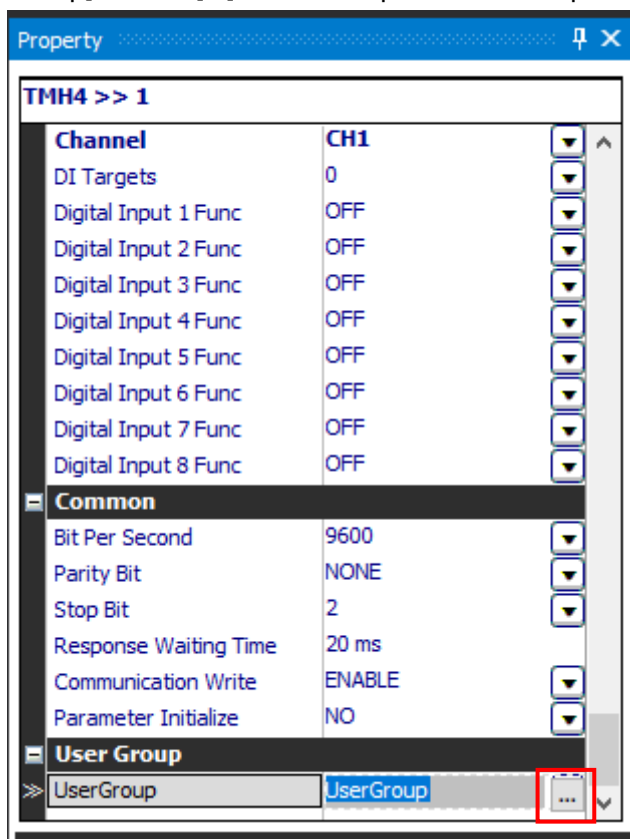 Property
TMH4 >> 1
Channel CH1
DI Targets 0
Digital Input 1 Func OFF
Digital Input 2 Func OFF
Digital Input 3 Func OFF
Digital Input 4 Func OFF
Digital Input 5 Func OFF
Digital Input 6 Func OFF
Digital Input 7 Func OFF
Digital Input 8 Func OFF
Common
Bit Per Second 9600
Parity Bit NONE
Stop Bit 2
Response Waiting Time 20 ms
Communication Write ENABLE
Parameter Initialize NO
User Group
UserGroup UserGroup ...